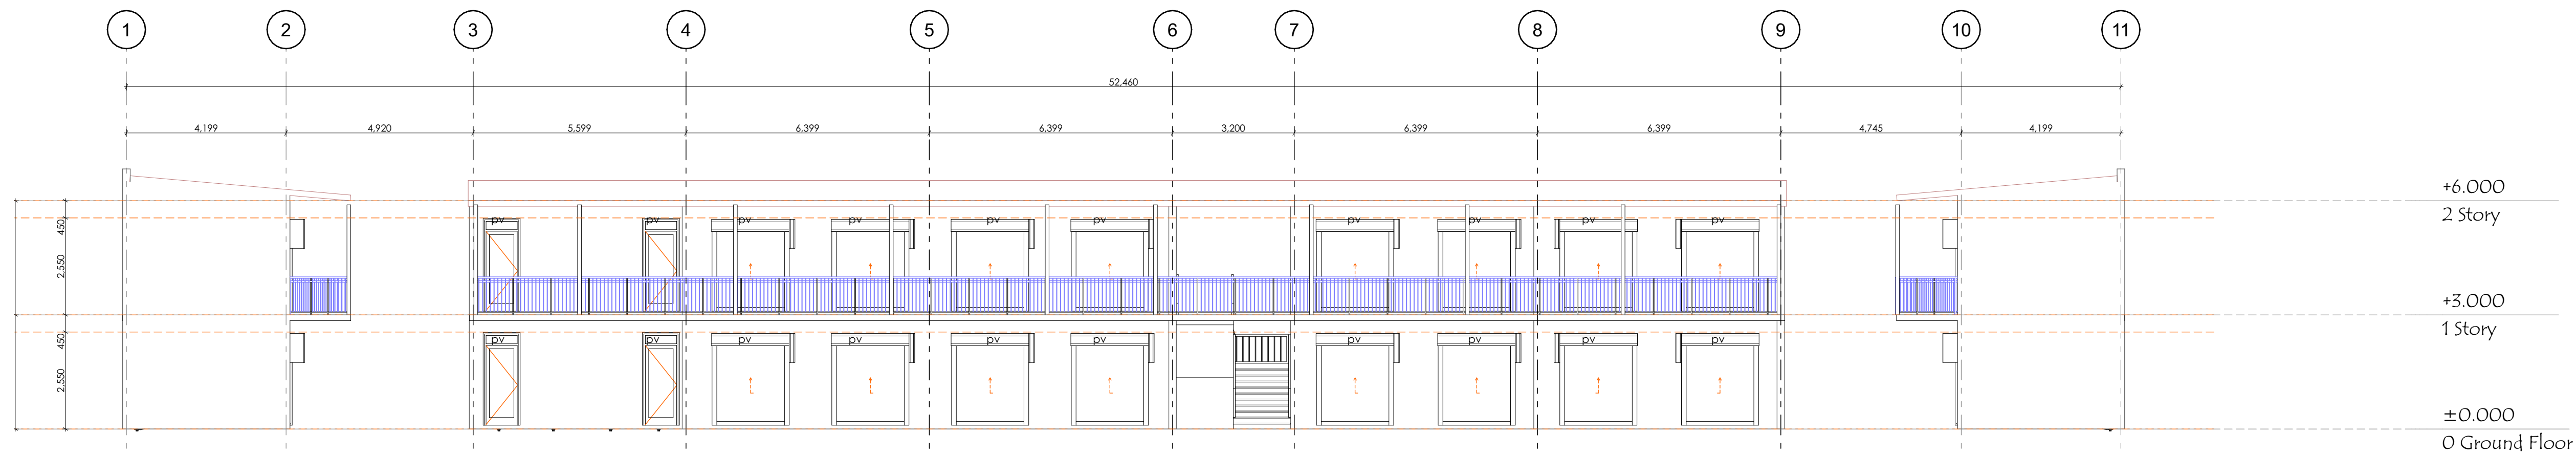 1 2 3 4 5 6 7 8 9 10 11
52,460
4,199 4,920 5,599 6,399 6,399 3,200 6,399 6,399 4,745 4,199
+6.000
2 Story
450
pv pv pv pv pv pv pv pv pv pv
2,550
+3.000
1 Story
450
pv pv pv pv pv pv pv pv pv pv
2,550
±0.000
0 Ground Floor